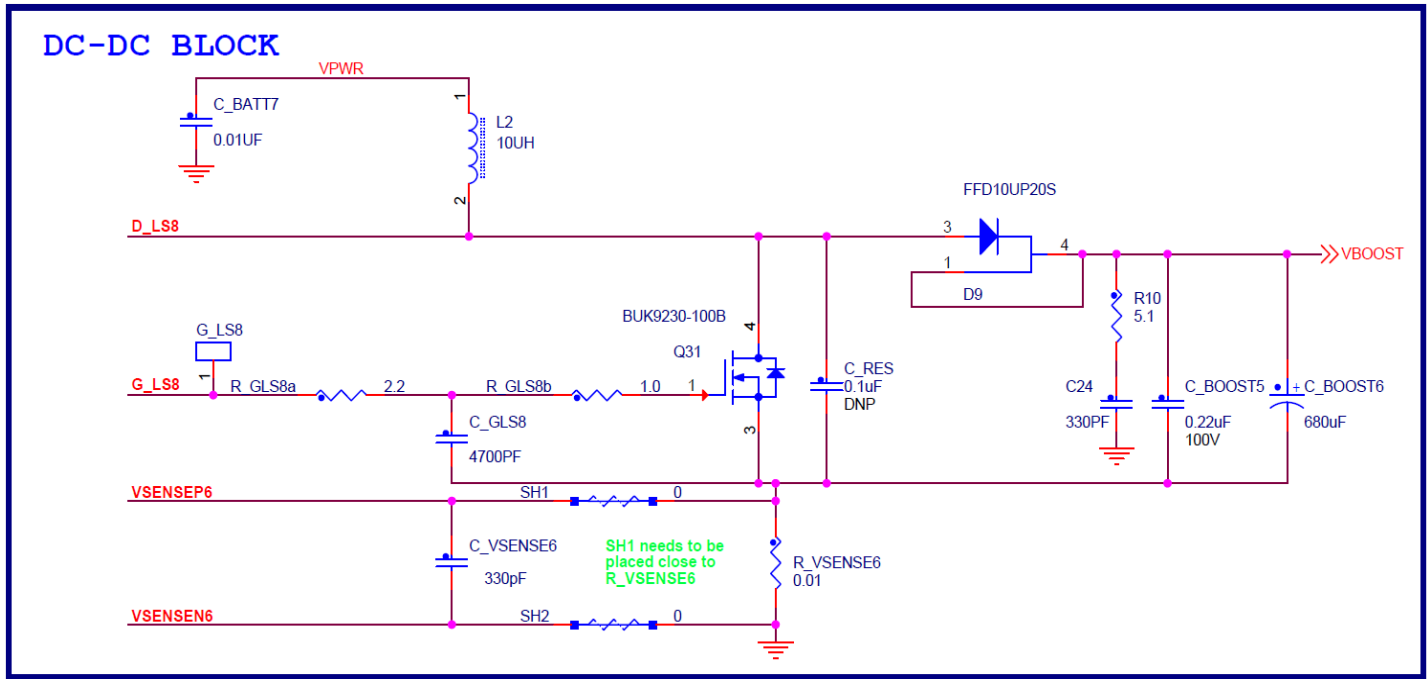 DC-DC BLOCK
VPWR
C_BATT7
0.01UF
1
L2
10UH
2
D_LS8
FFD10UP20S
3
4
1
D9
VBOOST
BUK9230-100B
Q31
4
1
3
G_LS8
1
G_LS8
R_GLS8a
2.2
R_GLS8b
1.0
C_GLS8
4700PF
C_RES
0.1uF
DNP
R10
5.1
C24
330PF
C_BOOST5
0.22uF
100V
+
C_BOOST6
680uF
VSENSEP6
SH1
0
C_VSENSE6
330pF
SH1 needs to be
placed close to
R_VSENSE6
R_VSENSE6
0.01
VSENSEN6
SH2
0